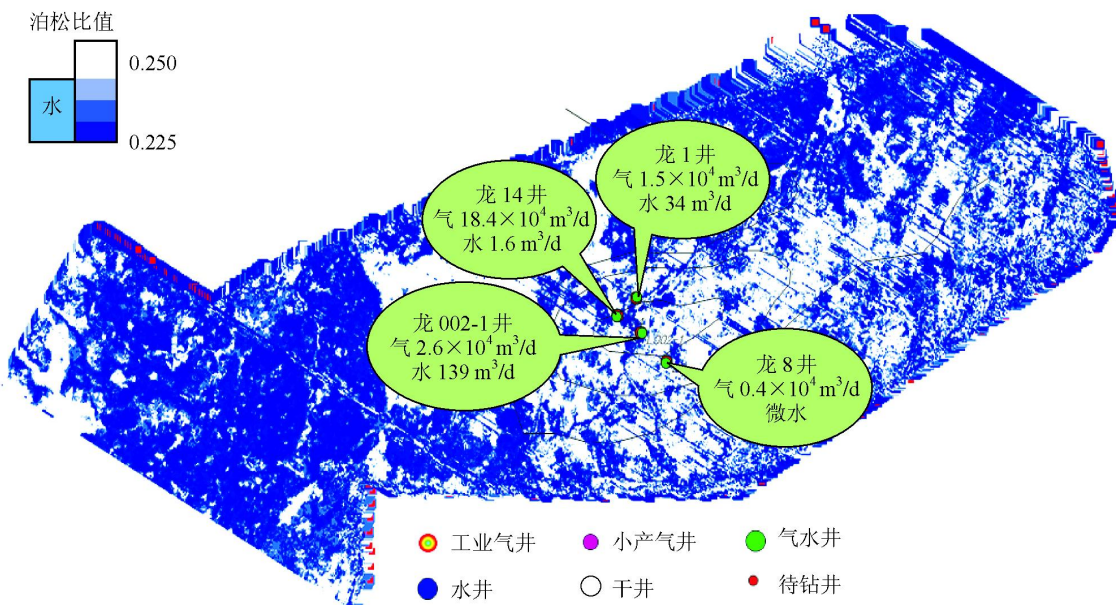 泊松比值
0.250
水
0.225
龙 1 井
气 1.5×10⁴ m³/d
水 34 m³/d
龙 14 井
气 18.4×10⁴ m³/d
水 1.6 m³/d
龙 002-1 井
气 2.6×10⁴ m³/d
水 139 m³/d
龙 8 井
气 0.4×10⁴ m³/d
微水
工业气井
小产气井
气水井
水井
干井
待钻井